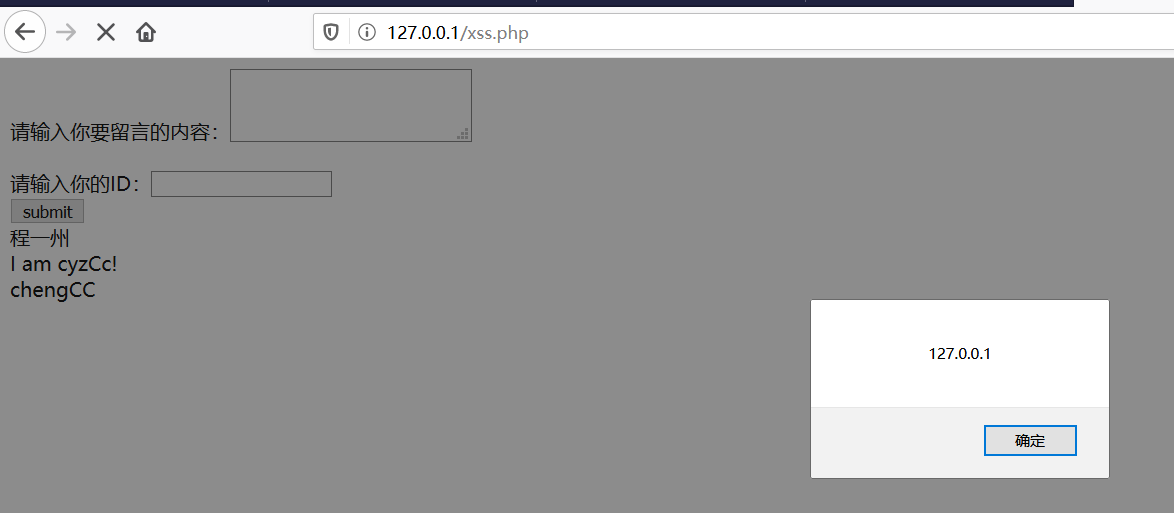 127.0.0.1/xss.php
请输入你要留言的内容：
请输入你的ID：
submit
程一州
I am cyzCc!
chengCC
127.0.0.1
确定